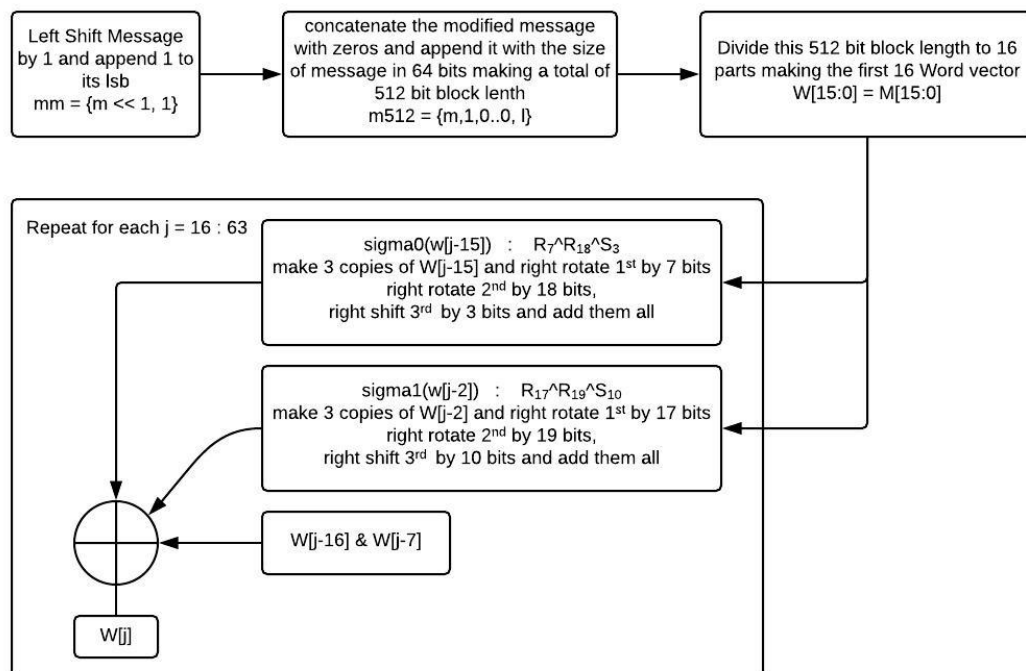 Left Shift Message
by 1 and append 1 to
its lsb
mm = {m << 1, 1}
concatenate the modified message
with zeros and append it with the size
of message in 64 bits making a total of
512 bit block lenth
m512 = {m,1,0..0, l}
Divide this 512 bit block length to 16
parts making the first 16 Word vector
W[15:0] = M[15:0]
Repeat for each j = 16 : 63
sigma0(w[j-15]) : R₇^R₁₈^S₃
make 3 copies of W[j-15] and right rotate 1ˢᵗ by 7 bits
right rotate 2ⁿᵈ by 18 bits,
right shift 3ʳᵈ by 3 bits and add them all
sigma1(w[j-2]) : R₁₇^R₁₉^S₁₀
make 3 copies of W[j-2] and right rotate 1ˢᵗ by 17 bits
right rotate 2ⁿᵈ by 19 bits,
right shift 3ʳᵈ by 10 bits and add them all
W[j-16] & W[j-7]
W[j]